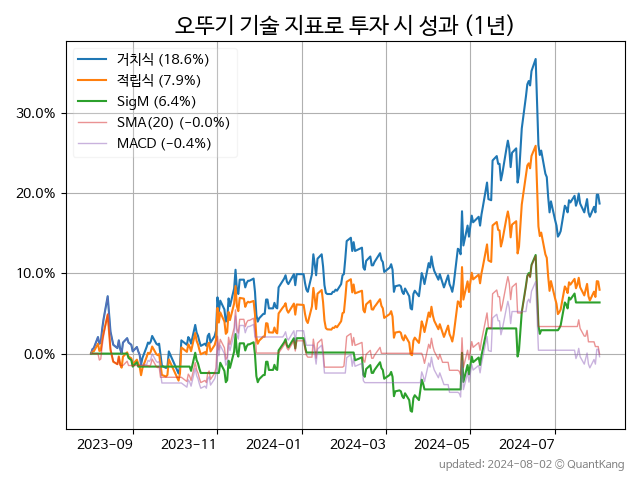 오뚜기 기술 지표로 투자 시 성과 (1년)
거치식 (18.6%)
적립식 (7.9%)
SigM (6.4%)
SMA(20) (−0.0%)
MACD (−0.4%)
30.0%
20.0%
10.0%
0.0%
2023-09 2023-11 2024-01 2024-03 2024-05 2024-07
updated: 2024-08-02 © QuantKang